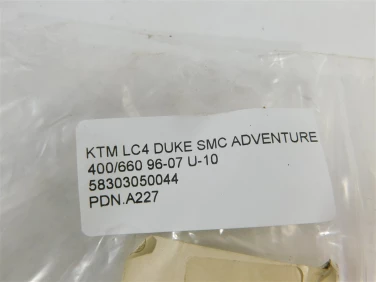 KTM LC4 DUKE SMC ADVENTURE
400/660 96-07 U-10
58303050044
PDN.A227